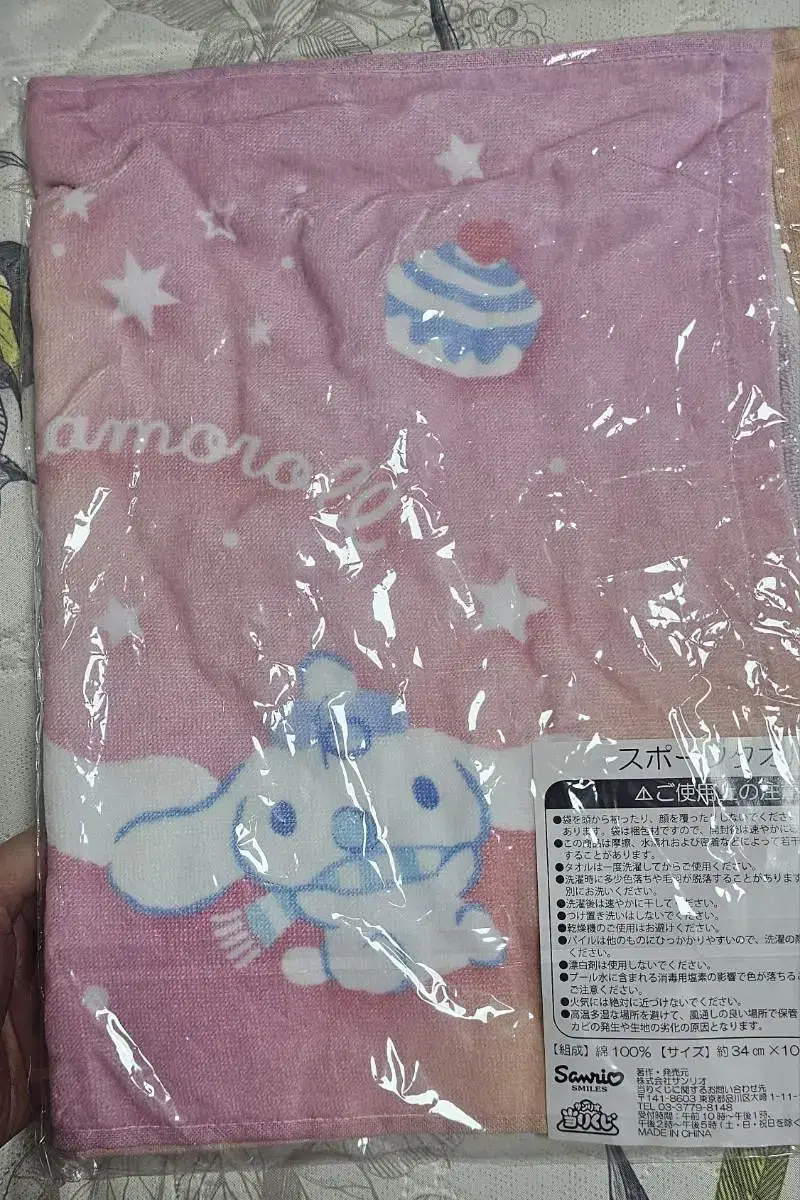 amoroll
スポーツタオ
⚠ご使用上の注
●袋を頭から被ったり、顔を覆ったりしないでくださ
あります。袋は梱包材ですので、開封後は速やかに
●この商品は摩擦、水濡れおよび密着などによって若干
することがあります。
●タオルは一度洗濯してからご使用ください。
●洗濯時に多少色落ちや毛羽が脱落することがあります
別にお洗いください。
●洗濯後は速やかに干してください。
●つけ置き洗いはしないでください。
●乾燥機のご使用はお避けください。
●パイルは他のものにひっかかりやすいので、洗濯の際
ください。
●漂白剤は使用しないでください。
●プール水に含まれる消毒用塩素の影響で色が落ちるこ
ご注意ください。
●火気には絶対に近づけないでください。
●高温多湿な場所を避けて、風通しの良い場所で保管
カビの発生や生地の劣化の原因となります。
【組成】綿100%【サイズ】約34cm×10
Sanrio
SMILES
著作・発売元
株式会社サンリオ
当りくじに関するお問い合わせ先
〒141-8603 東京都品川区大崎 1-11-
TEL 03-3779-8148
受付時間：午前10時〜午後1時、
午後2時〜午後5時（土・日・祝日を除く
MADE IN CHINA
サンリオ
当りくじ